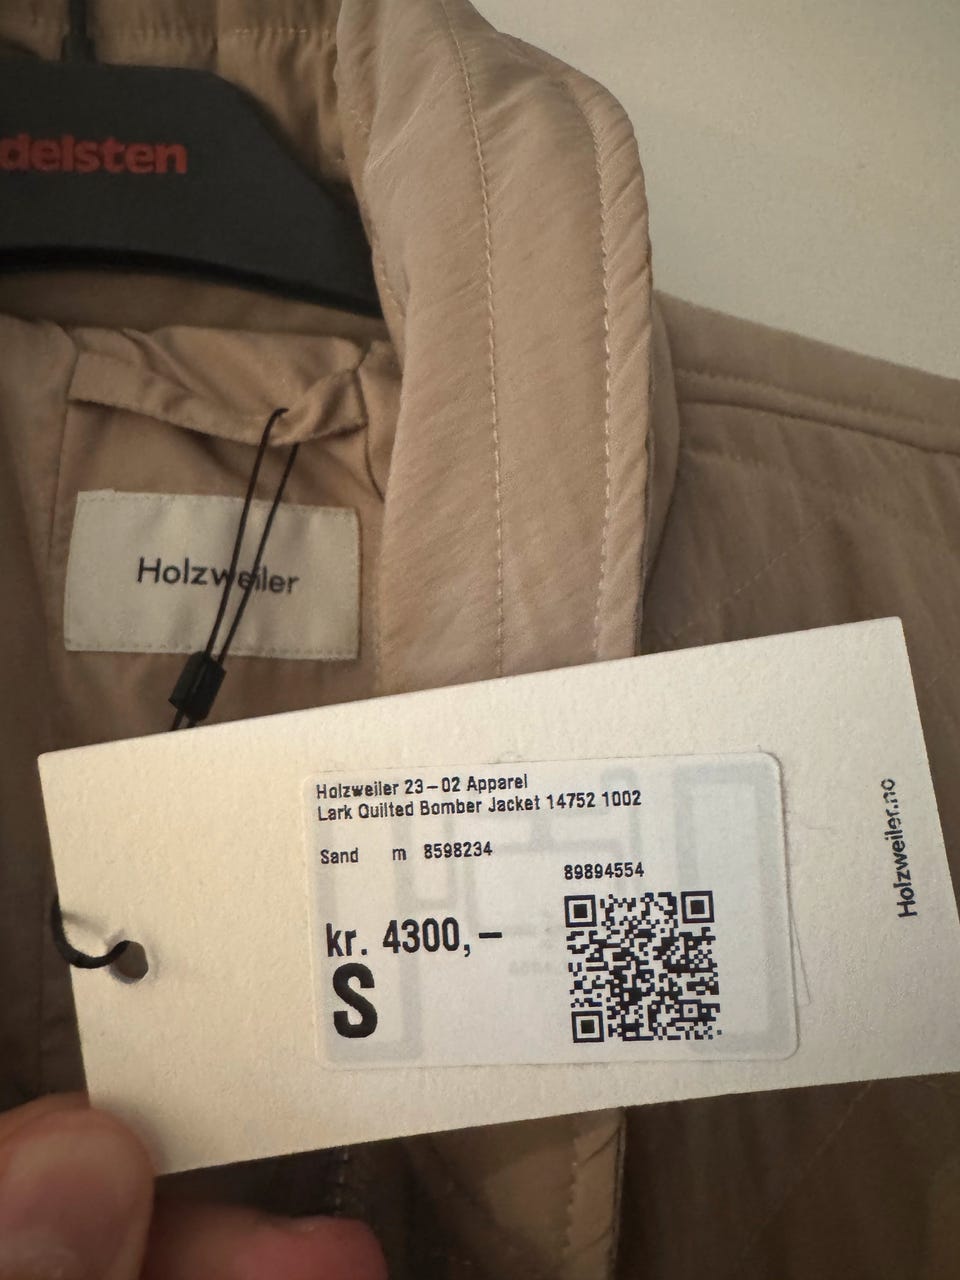 delsten
Holzweiler
Holzweiler 23-02 Apparel
Lark Quilted Bomber Jacket 14752 1002
Sand m 8598234
89894554
kr. 4300,-
S
Holzweiler.no